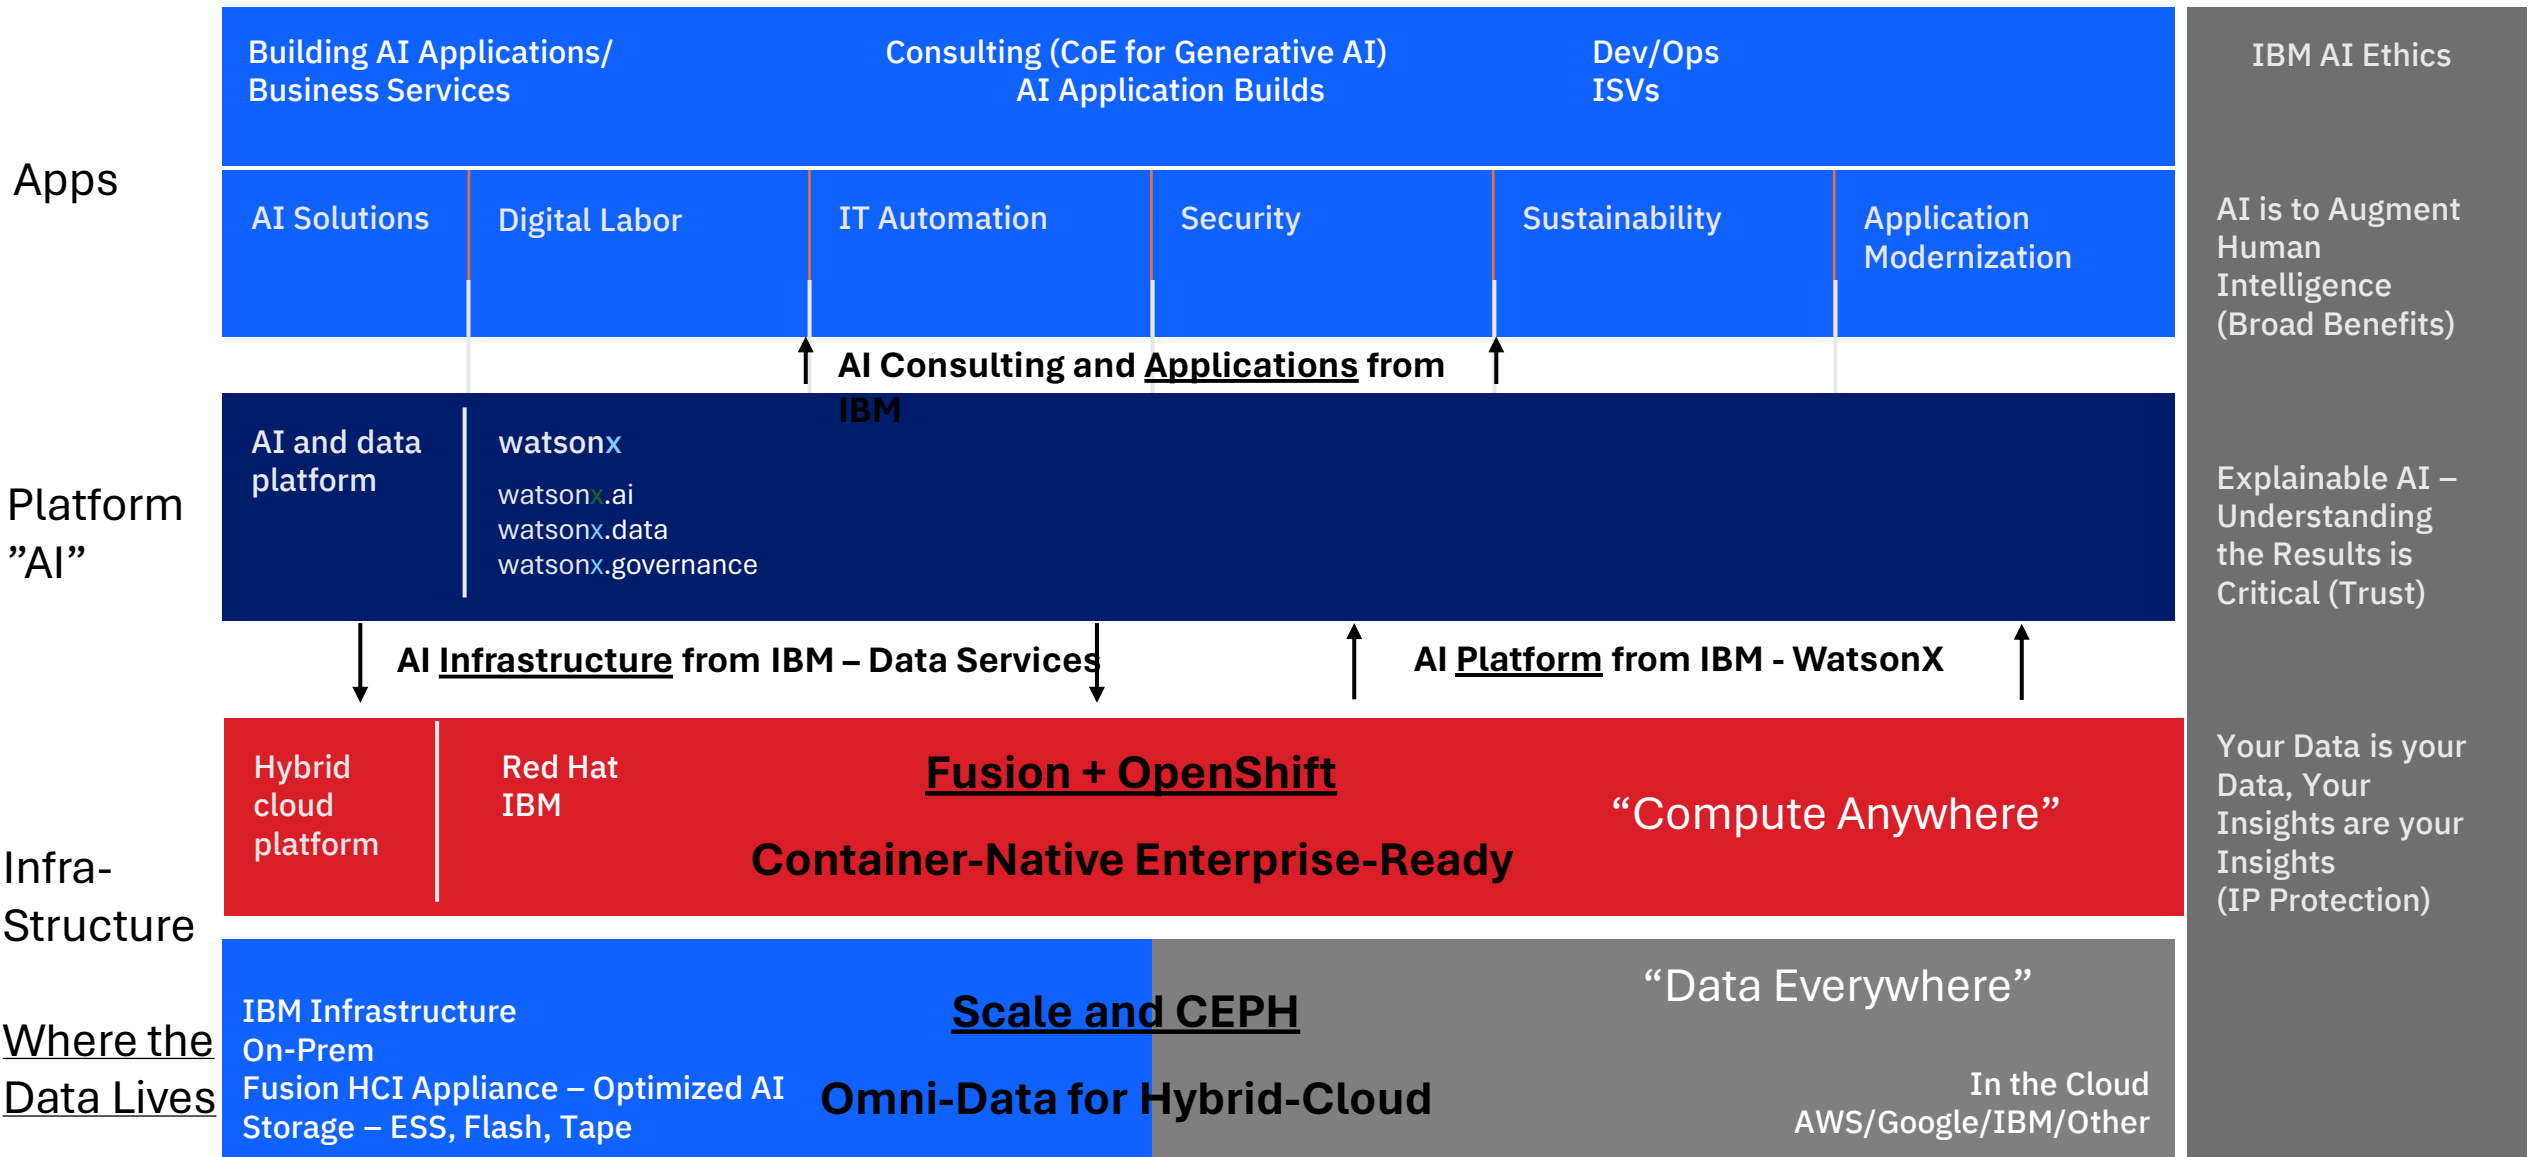 Building AI Applications/
Business Services
Consulting (CoE for Generative AI)
AI Application Builds
Dev/Ops
ISVs
Apps
AI Solutions
Digital Labor
IT Automation
Security
Sustainability
Application
Modernization
AI Consulting and Applications from
IBM
Platform
”AI”
AI and data
platform
watsonx
watsonx.ai
watsonx.data
watsonx.governance
AI Infrastructure from IBM – Data Services
AI Platform from IBM - WatsonX
Infra-
Structure
Hybrid
cloud
platform
Red Hat
IBM
Fusion + OpenShift
Container-Native Enterprise-Ready
“Compute Anywhere”
Where the
Data Lives
IBM Infrastructure
On-Prem
Fusion HCI Appliance – Optimized AI
Storage – ESS, Flash, Tape
Scale and CEPH
Omni-Data for Hybrid-Cloud
“Data Everywhere”
In the Cloud
AWS/Google/IBM/Other
IBM AI Ethics
AI is to Augment
Human
Intelligence
(Broad Benefits)
Explainable AI –
Understanding
the Results is
Critical (Trust)
Your Data is your
Data, Your
Insights are your
Insights
(IP Protection)